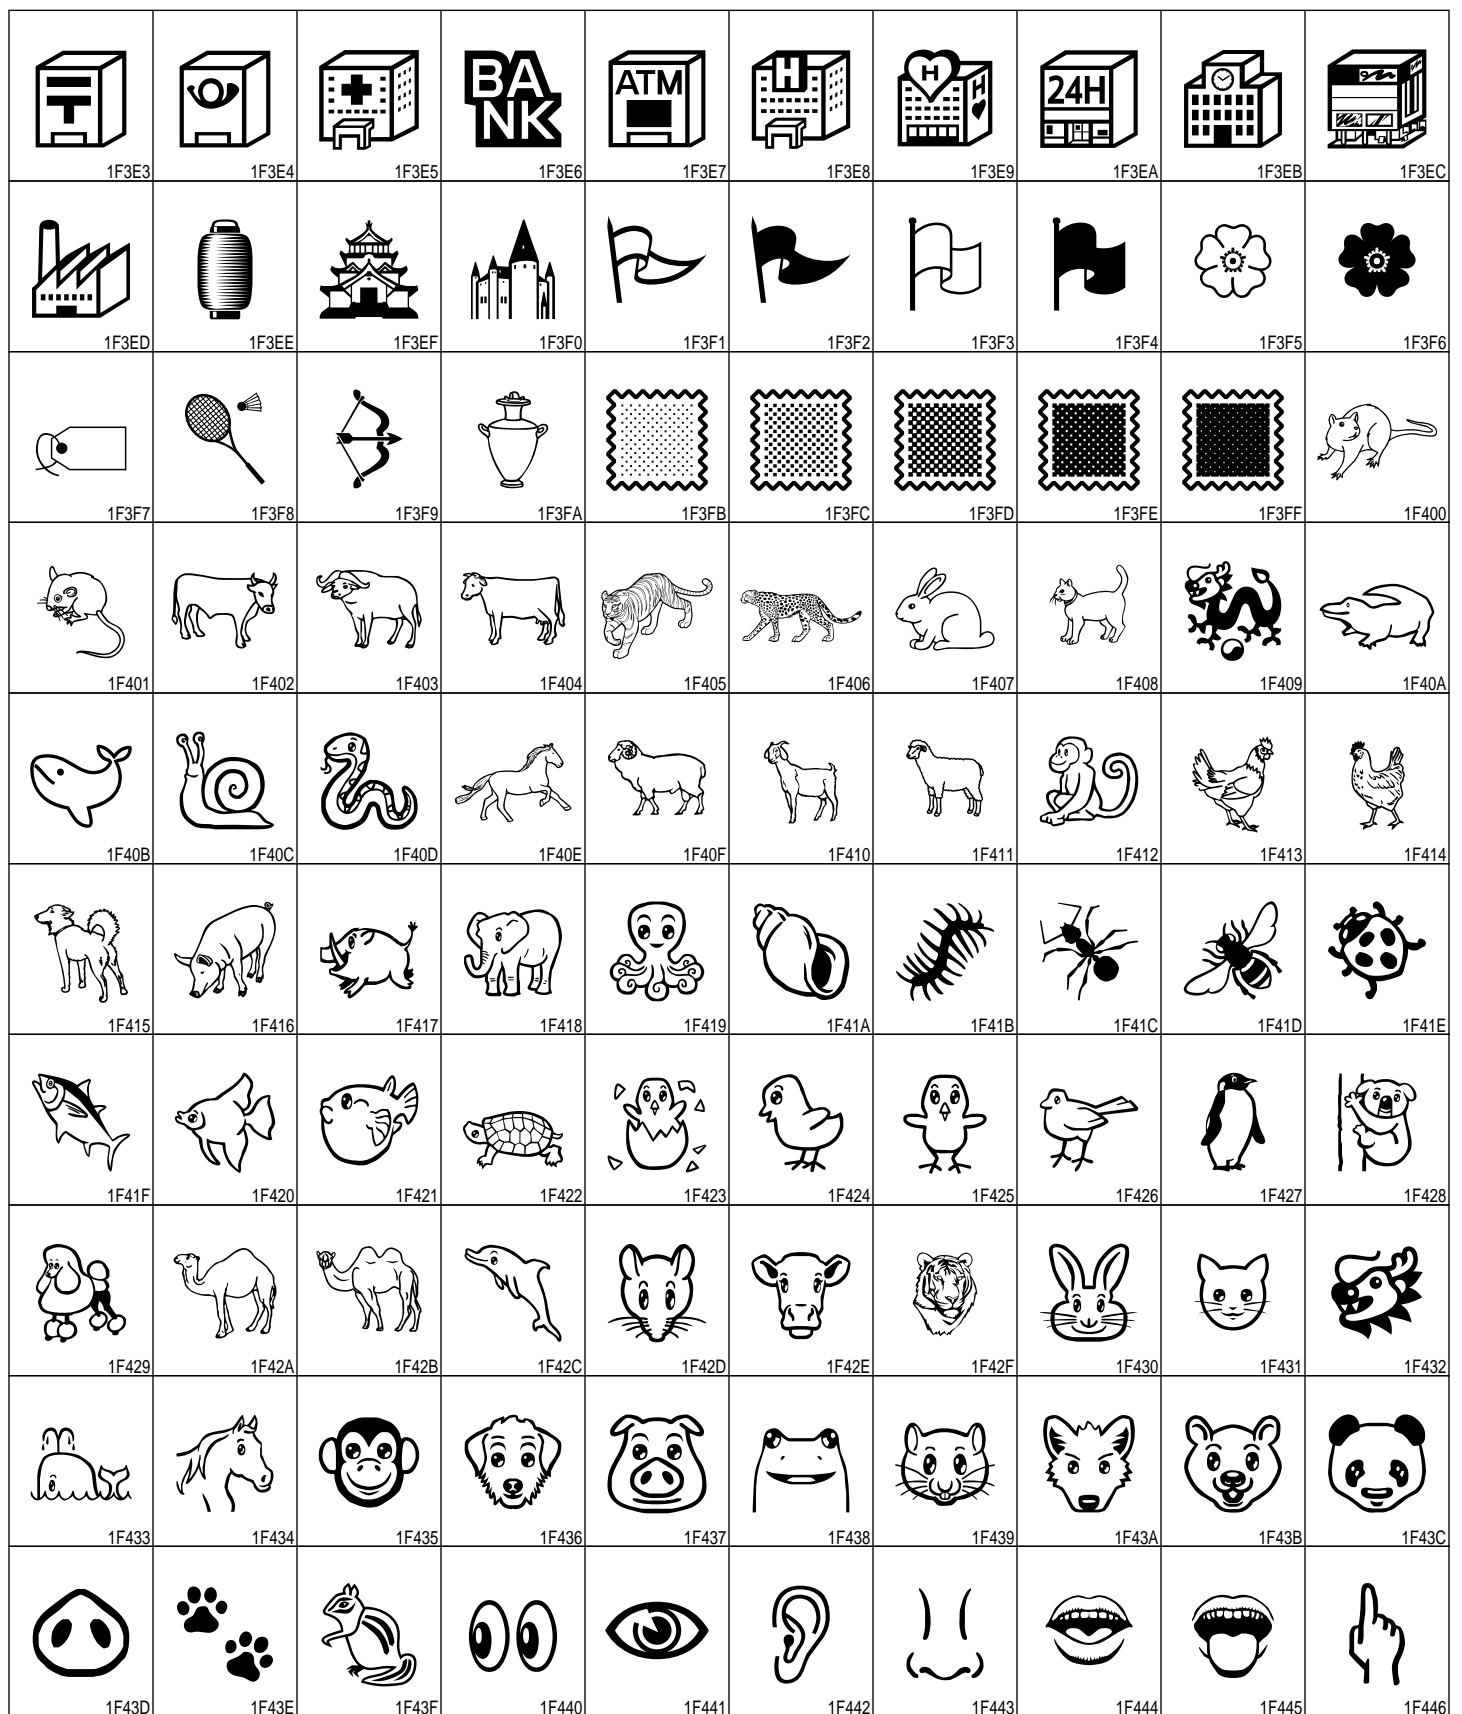 BA
NK
ATM
H
H
H
24H
1F3E3 1F3E4 1F3E5 1F3E6 1F3E7 1F3E8 1F3E9 1F3EA 1F3EB 1F3EC
1F3ED 1F3EE 1F3EF 1F3F0 1F3F1 1F3F2 1F3F3 1F3F4 1F3F5 1F3F6
1F3F7 1F3F8 1F3F9 1F3FA 1F3FB 1F3FC 1F3FD 1F3FE 1F3FF 1F400
1F401 1F402 1F403 1F404 1F405 1F406 1F407 1F408 1F409 1F40A
1F40B 1F40C 1F40D 1F40E 1F40F 1F410 1F411 1F412 1F413 1F414
1F415 1F416 1F417 1F418 1F419 1F41A 1F41B 1F41C 1F41D 1F41E
1F41F 1F420 1F421 1F422 1F423 1F424 1F425 1F426 1F427 1F428
1F429 1F42A 1F42B 1F42C 1F42D 1F42E 1F42F 1F430 1F431 1F432
1F433 1F434 1F435 1F436 1F437 1F438 1F439 1F43A 1F43B 1F43C
1F43D 1F43E 1F43F 1F440 1F441 1F442 1F443 1F444 1F445 1F446